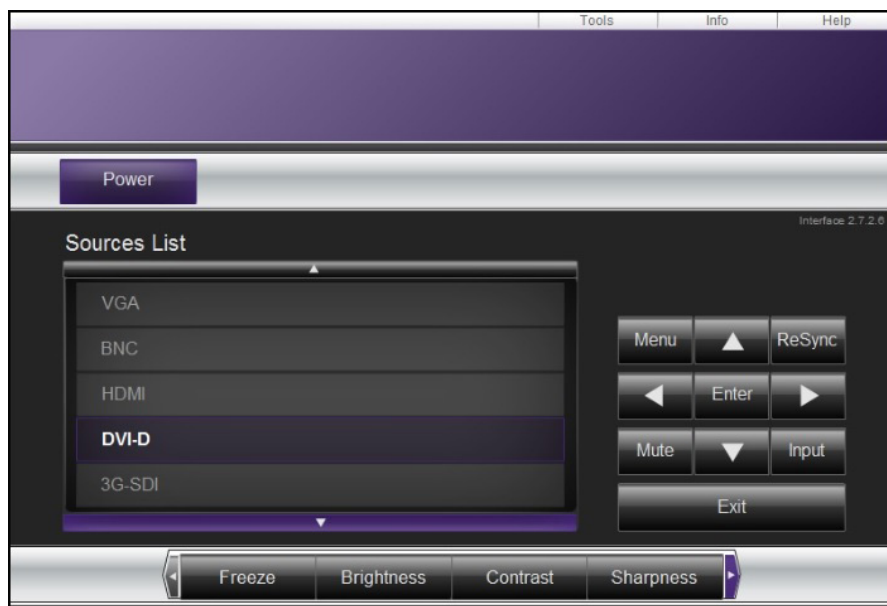 Tools Info Help
Power
Interface 2.7.2.6
Sources List
VGA
BNC
HDMI
DVI-D
3G-SDI
Menu ReSync
Enter
Mute Input
Exit
Freeze Brightness Contrast Sharpness